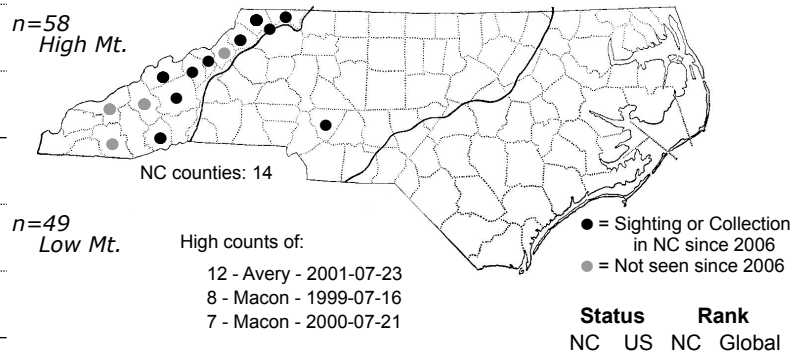 n=58
High Mt.
NC counties: 14
n=49
Low Mt.
High counts of:
12 - Avery - 2001-07-23
8 - Macon - 1999-07-16
7 - Macon - 2000-07-21
= Sighting or Collection
in NC since 2006
= Not seen since 2006
Status Rank
NC US NC Global